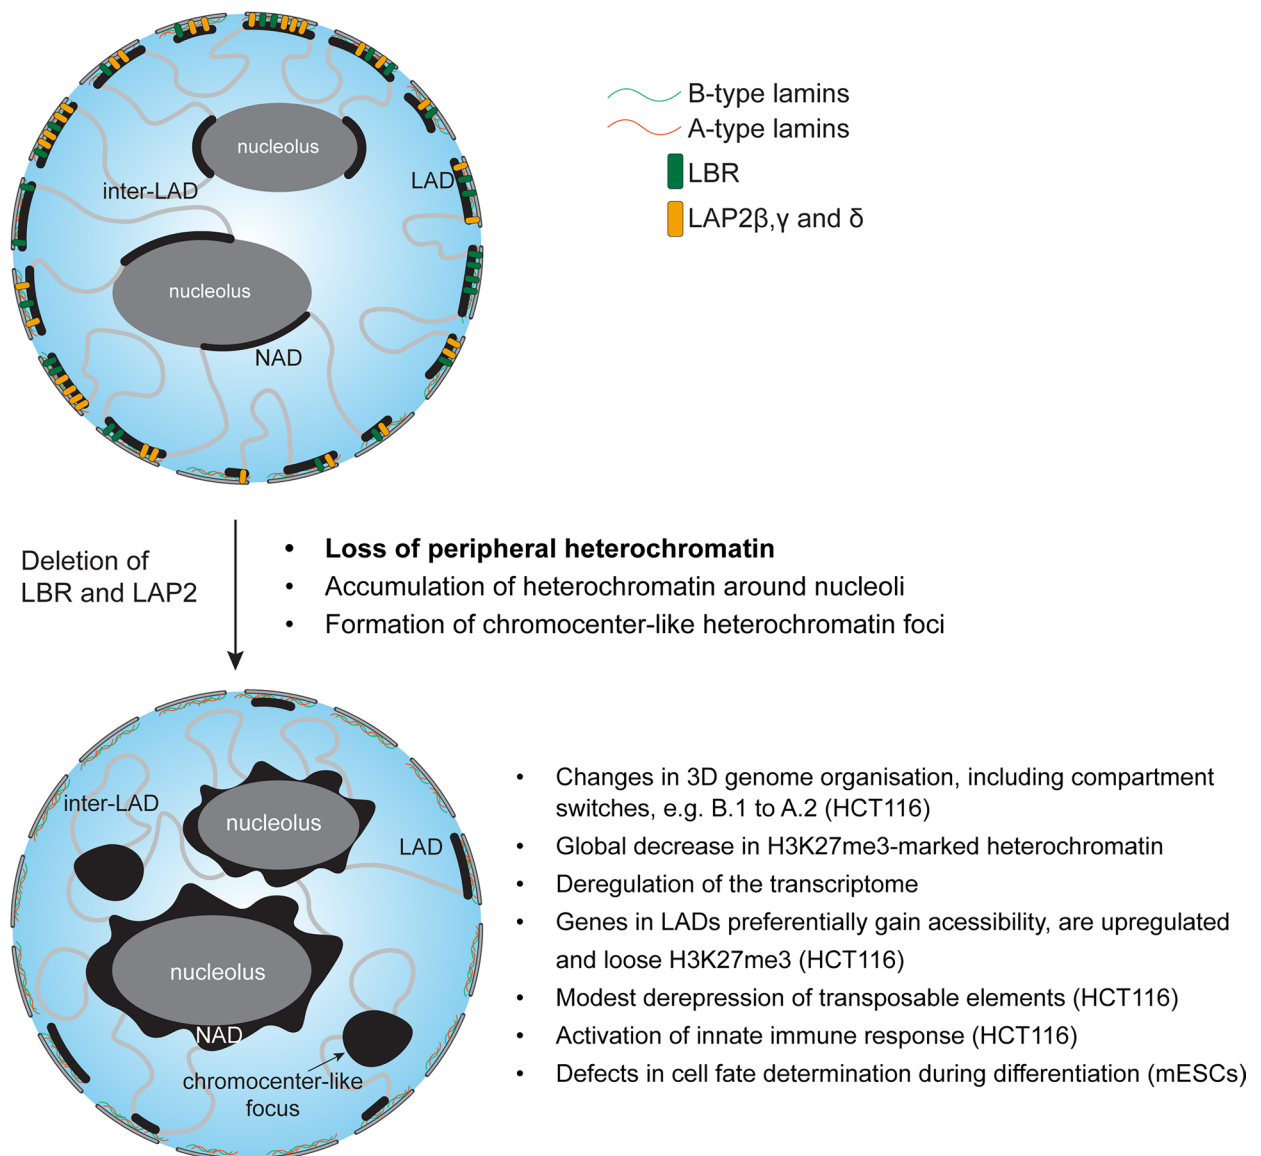 nucleolus
inter-LAD
LAD
nucleolus
NAD
B-type lamins
A-type lamins
LBR
LAP2β,γ and δ
Deletion of
LBR and LAP2
• Loss of peripheral heterochromatin
• Accumulation of heterochromatin around nucleoli
• Formation of chromocenter-like heterochromatin foci
inter-LAD
nucleolus
LAD
nucleolus
NAD
chromocenter-like
focus
• Changes in 3D genome organisation, including compartment
switches, e.g. B.1 to A.2 (HCT116)
• Global decrease in H3K27me3-marked heterochromatin
• Deregulation of the transcriptome
• Genes in LADs preferentially gain acessibility, are upregulated
and loose H3K27me3 (HCT116)
• Modest derepression of transposable elements (HCT116)
• Activation of innate immune response (HCT116)
• Defects in cell fate determination during differentiation (mESCs)